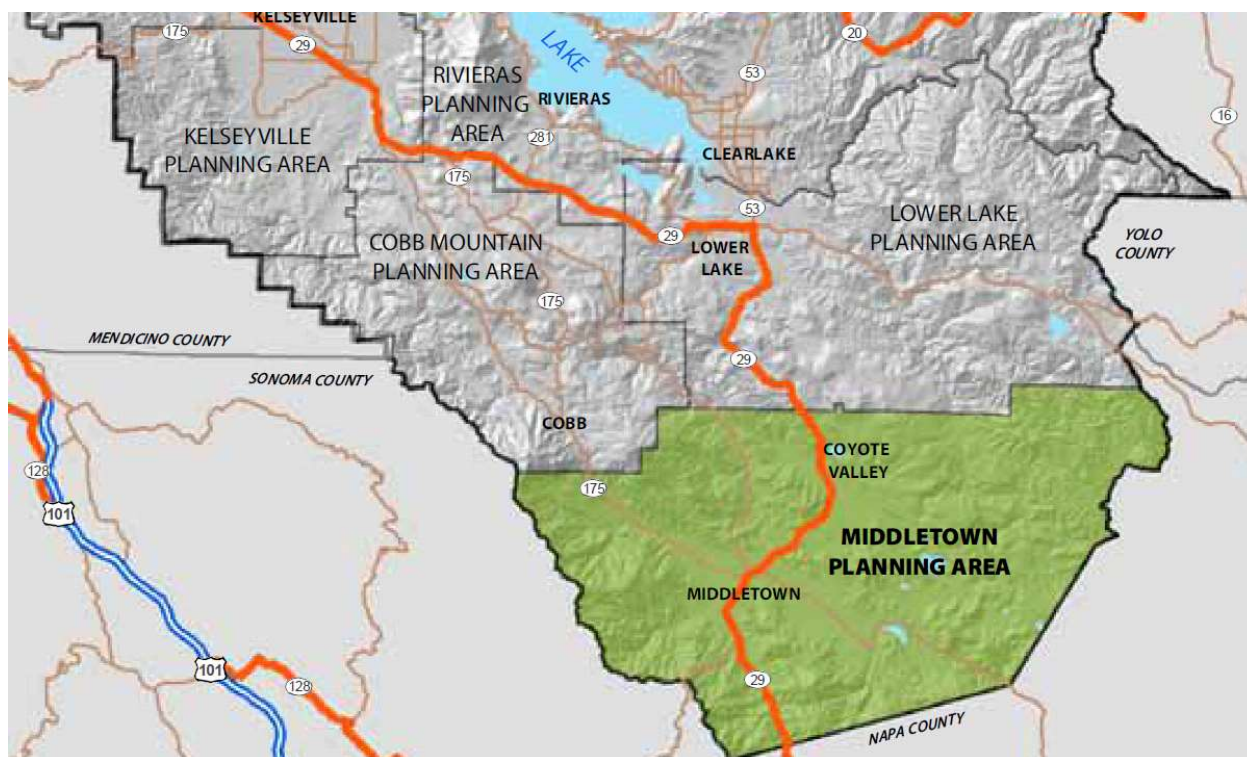 KELSEYVILLE
175
29
20
LAKE
53
RIVIERAS
PLANNING
AREA
RIVIERAS
16
KELSEYVILLE
PLANNING AREA
281
CLEARLAKE
175
53
LOWER LAKE
PLANNING AREA
COBB MOUNTAIN
PLANNING AREA
29
LOWER
LAKE
YOLO
COUNTY
175
MENDICINO COUNTY
SONOMA COUNTY
29
COBB
COYOTE
VALLEY
128
175
101
MIDDLETOWN
PLANNING AREA
MIDDLETOWN
101
128
29
NAPA COUNTY